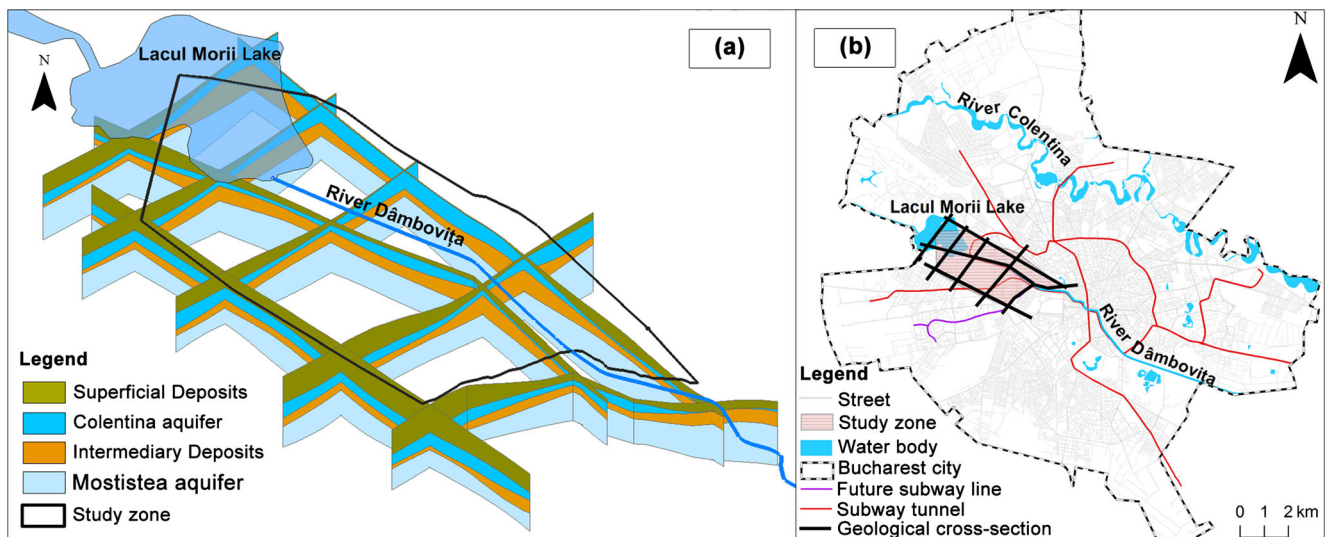 (a)
N
Lacul Morii Lake
River Dâmbovița
Legend
Superficial Deposits
Colentina aquifer
Intermediary Deposits
Mostistea aquifer
Study zone
(b)
N
River Colentina
Lacul Morii Lake
River Dâmbovița
Legend
Street
Study zone
Water body
Bucharest city
Future subway line
Subway tunnel
Geological cross-section
0 1 2 km